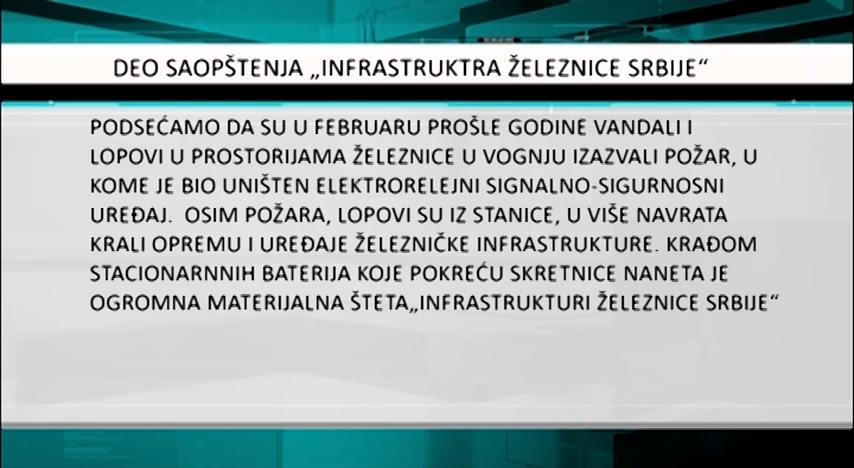 DEO SAOPŠTENJA „INFRASTRUKTRA ŽELEZNICE SRBIJE“
PODSEĆAMO DA SU U FEBRUARU PROŠLE GODINE VANDALI I
LOPOVI U PROSTORIJAMA ŽELEZNICE U VOGNJU IZAZVALI POŽAR, U
KOME JE BIO UNIŠTEN ELEKTRORELEJNI SIGNALNO-SIGURNOSNI
UREĐAJ.  OSIM POŽARA, LOPOVI SU IZ STANICE, U VIŠE NAVRATA
KRALI OPREMU I UREĐAJE ŽELEZNIČKE INFRASTRUKTURE. KRAĐOM
STACIONARNNIH BATERIJA KOJE POKREĆU SKRETNICE NANETA JE
OGROMNA MATERIJALNA ŠTETA„INFRASTRUKTURI ŽELEZNICE SRBIJE“